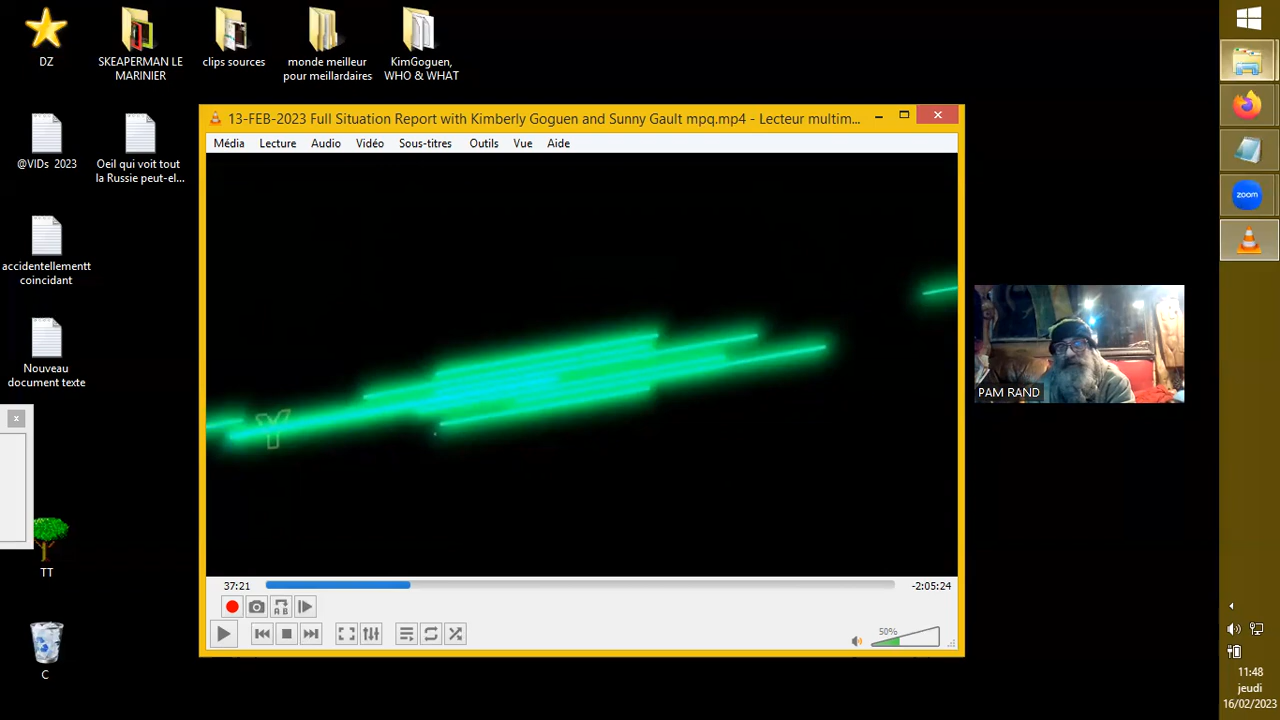 DZ
SKEAPERMAN LE
MARINIER
clips sources
monde meilleur
pour meillardaires
KimGoguen,
WHO & WHAT
@VIDs 2023
Oeil qui voit tout
la Russie peut-el...
accidentellementt
coincidant
Nouveau
document texte
x
TT
C
13-FEB-2023 Full Situation Report with Kimberly Goguen and Sunny Gault mpq.mp4 - Lecteur multim...
Média Lecture Audio Vidéo Sous-titres Outils Vue Aide
Y
37:21
-2:05:24
A B
50%
PAM RAND
zoom
11:48
jeudi
16/02/2023